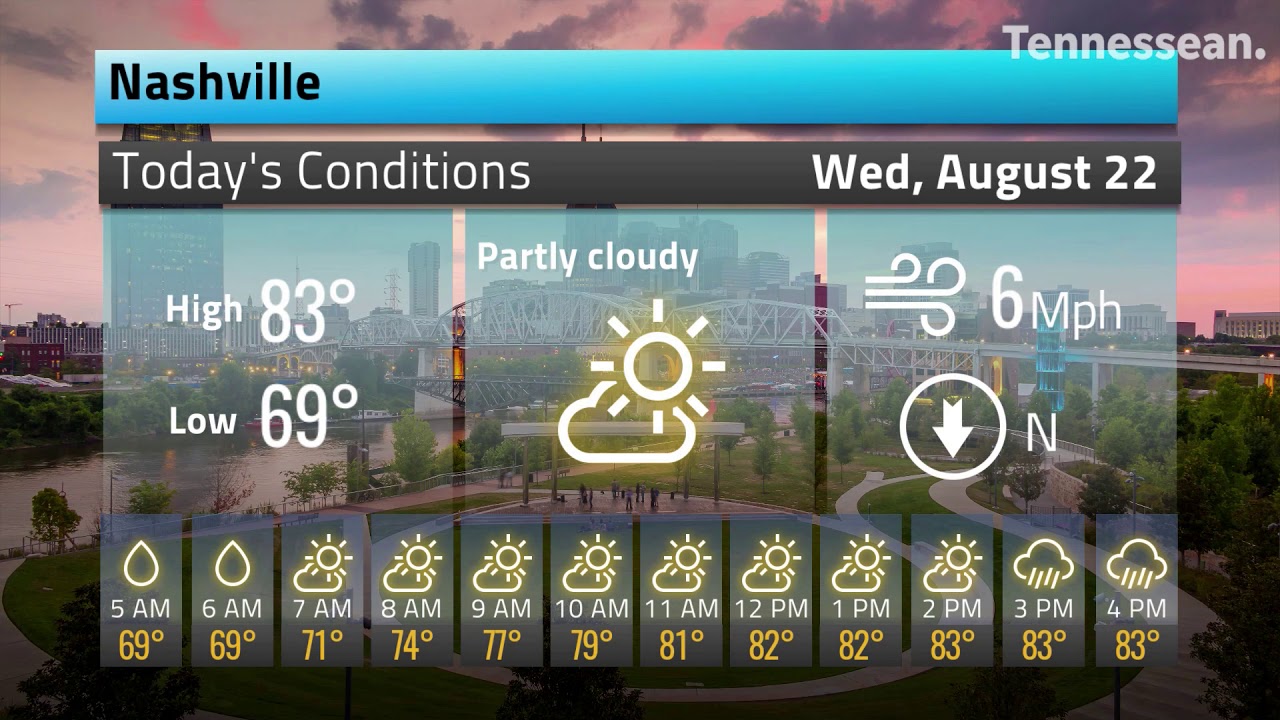 Tennessean.
Nashville
Today's Conditions Wed, August 22
High 83°
Low 69°
Partly cloudy
6 Mph
N
5 AM 6 AM 7 AM 8 AM 9 AM 10 AM 11 AM 12 PM 1 PM 2 PM 3 PM 4 PM
69° 69° 71° 74° 77° 79° 81° 82° 82° 83° 83° 83°